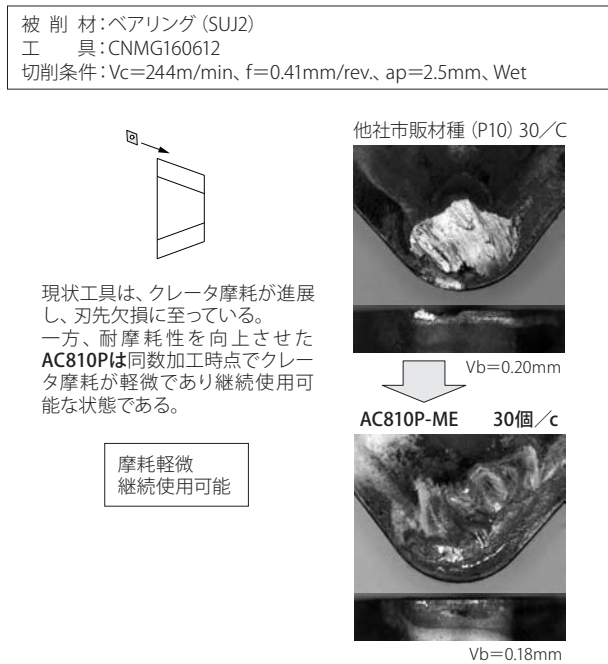 被 削 材：ベアリング（SUJ2）
工　　具：CNMG160612
切削条件：Vc＝244m/min、f＝0.41mm/rev.、ap＝2.5mm、Wet
他社市販材種（P10）30／C
現状工具は、クレータ摩耗が進展
し、刃先欠損に至っている。
一方、耐摩耗性を向上させた
AC810Pは同数加工時点でクレー
タ摩耗が軽微であり継続使用可
能な状態である。
摩耗軽微
継続使用可能
Vb＝0.20mm
AC810P-ME　30個／c
Vb＝0.18mm